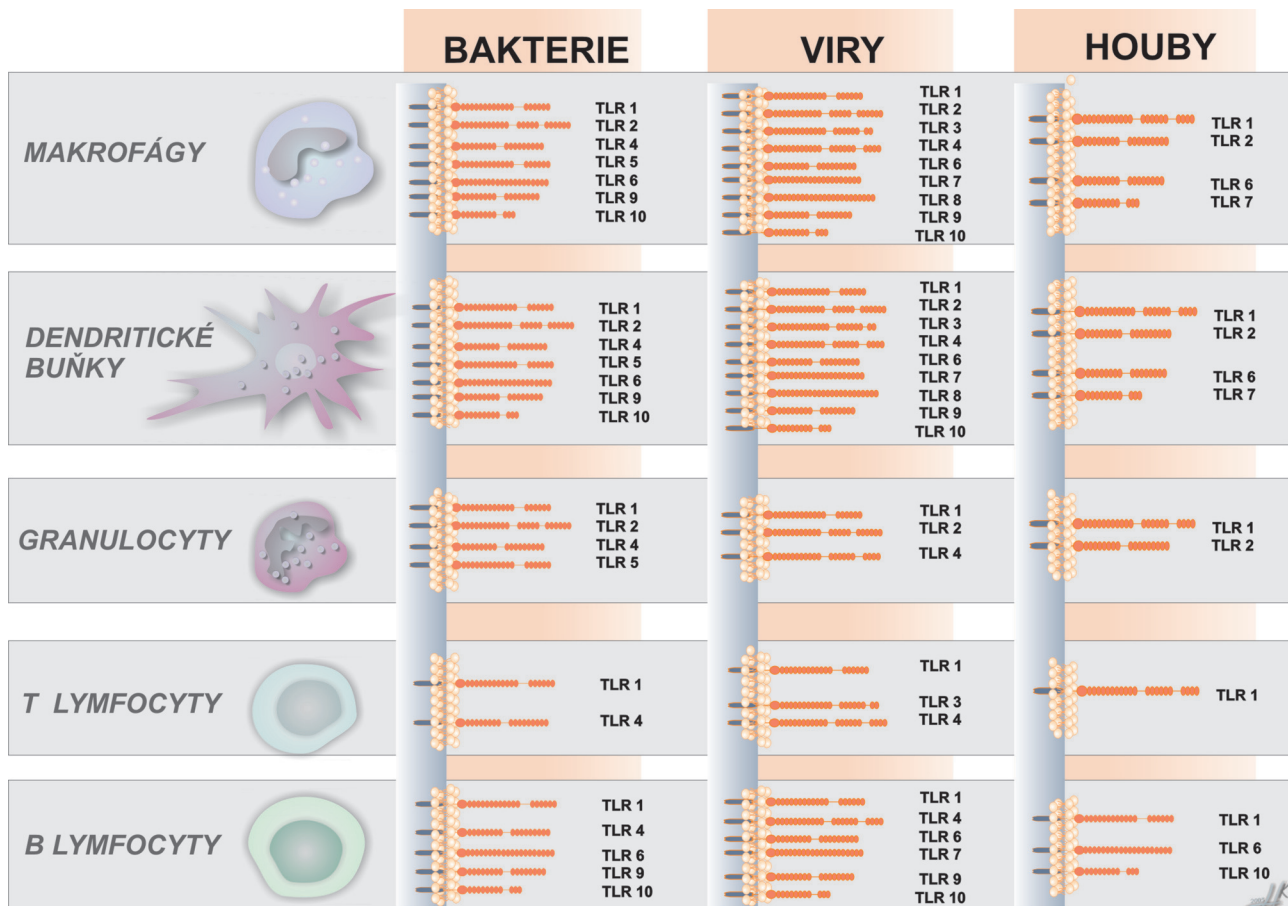 BAKTERIE
VIRY
HOUBY
MAKROFÁGY
TLR 1
TLR 2
TLR 4
TLR 5
TLR 6
TLR 9
TLR 10
TLR 1
TLR 2
TLR 3
TLR 4
TLR 6
TLR 7
TLR 8
TLR 9
TLR 10
TLR 1
TLR 2
TLR 6
TLR 7
DENDRITICKÉ
BUŇKY
TLR 1
TLR 2
TLR 4
TLR 5
TLR 6
TLR 9
TLR 10
TLR 1
TLR 2
TLR 3
TLR 4
TLR 6
TLR 7
TLR 8
TLR 9
TLR 10
TLR 1
TLR 2
TLR 6
TLR 7
GRANULOCYTY
TLR 1
TLR 2
TLR 4
TLR 5
TLR 1
TLR 2
TLR 4
TLR 1
TLR 2
T LYMFOCYTY
TLR 1
TLR 4
TLR 1
TLR 3
TLR 4
TLR 1
B LYMFOCYTY
TLR 1
TLR 4
TLR 6
TLR 9
TLR 10
TLR 1
TLR 4
TLR 6
TLR 7
TLR 9
TLR 10
TLR 1
TLR 6
TLR 10